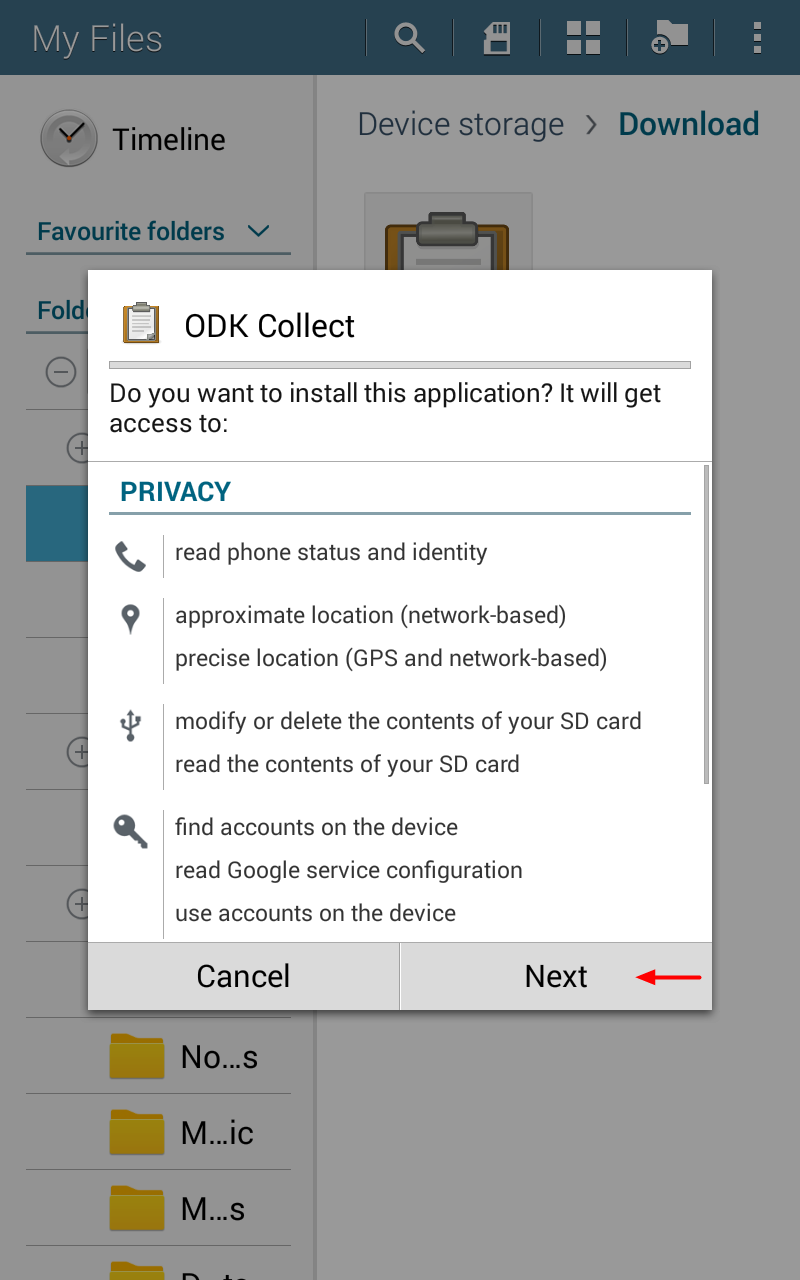 My Files
Timeline
Device storage > Download
Favourite folders
Folde
ODK Collect
Do you want to install this application? It will get
access to:
PRIVACY
read phone status and identity
approximate location (network-based)
precise location (GPS and network-based)
modify or delete the contents of your SD card
read the contents of your SD card
find accounts on the device
read Google service configuration
use accounts on the device
Cancel
Next
No...s
M...ic
M...s